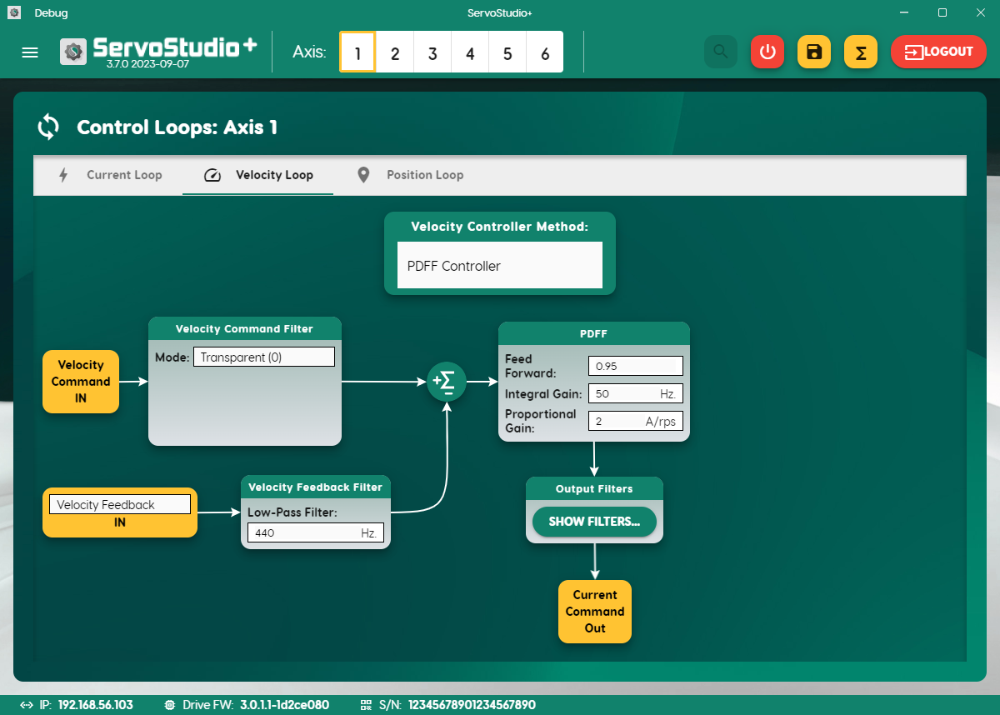 Debug
ServoStudio+
ServoStudio+
3.7.0 2023-09-07
Axis:
1 2 3 4 5 6
Σ
LOGOUT
Control Loops: Axis 1
Current Loop
Velocity Loop
Position Loop
Velocity Controller Method:
PDFF Controller
Velocity
Command
IN
Velocity Command Filter
Mode: Transparent (0)
+Σ
-
PDFF
Feed
Forward:
0.95
Integral Gain: 50 Hz.
Proportional
Gain:
2 A/rps
Velocity Feedback
IN
Velocity Feedback Filter
Low-Pass Filter:
440 Hz.
Output Filters
SHOW FILTERS...
Current
Command
Out
IP: 192.168.56.103
Drive FW: 3.0.1.1-1d2ce080
S/N: 12345678901234567890